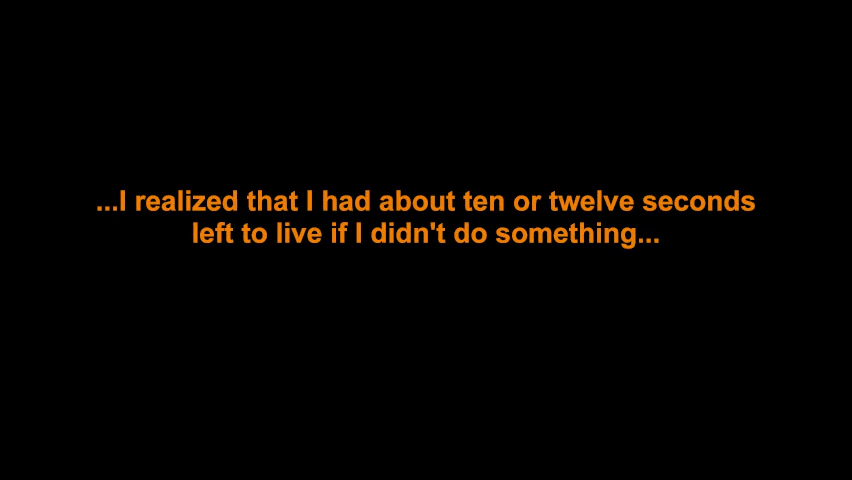 ...I realized that I had about ten or twelve seconds
left to live if I didn't do something...